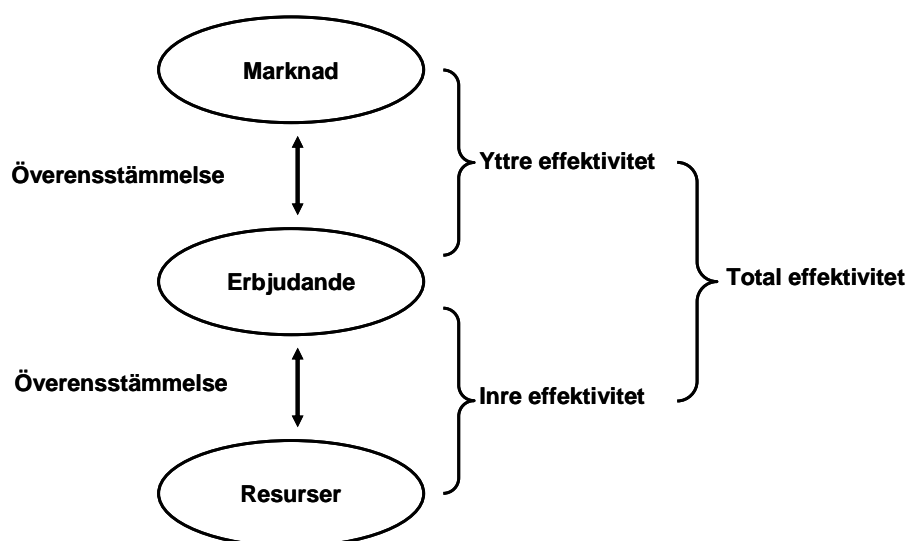 Marknad
Överensstämmelse
Yttre effektivitet
Erbjudande
Total effektivitet
Överensstämmelse
Inre effektivitet
Resurser